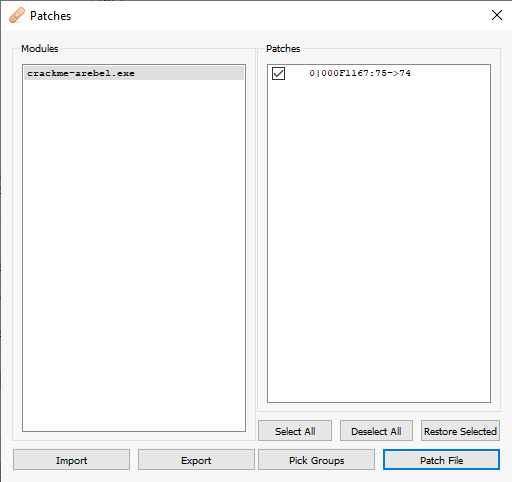 Patches
Modules
Patches
crackme-arebel.exe
0|000F1167:75->74
Select All
Deselect All
Restore Selected
Import
Export
Pick Groups
Patch File